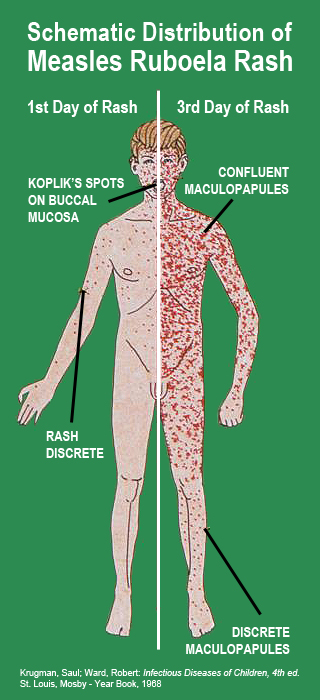 Schematic Distribution of
Measles Ruboela Rash
1st Day of Rash
3rd Day of Rash
KOPLIK'S SPOTS
ON BUCCAL
MUCOSA
CONFLUENT
MACULOPAPULES
RASH
DISCRETE
DISCRETE
MACULOPAPULES
Krugman, Saul; Ward, Robert: Infectious Diseases of Children, 4th ed.
St. Louis, Mosby - Year Book, 1968